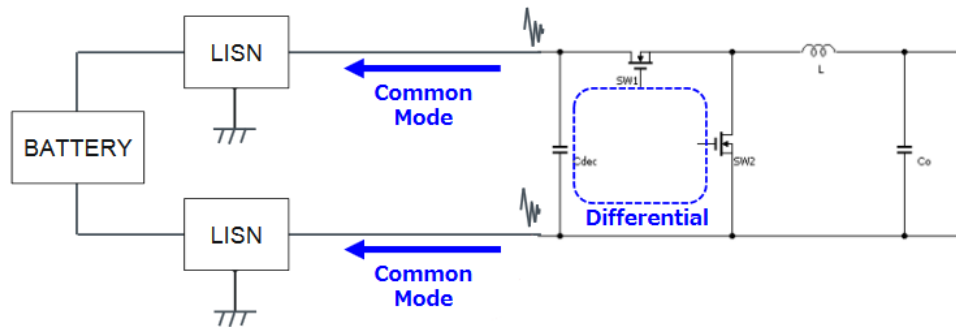 LISN
Common
Mode
SW1
L
BATTERY
Cdec
SW2
Co
Differential
LISN
Common
Mode